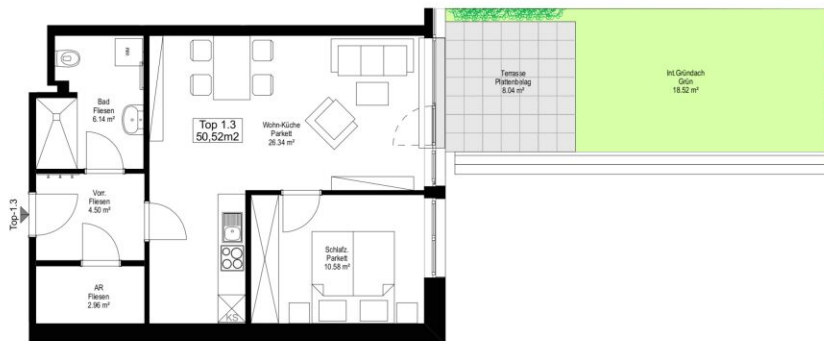 Bad
Fliesen
6.14 m²
WM
Top 1.3
50,52m2
Wohn-Küche
Parkett
26.34 m²
Terrasse
Plattenbelag
8.04 m²
Int.Gründach
Grün
18.52 m²
Top-1.3
Vorr.
Fliesen
4.50 m²
Schlafz.
Parkett
10.58 m²
AR
Fliesen
2.96 m²
KS